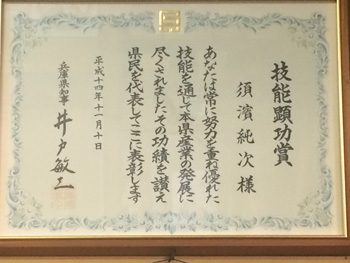 技能顕功賞
須濱純次様
あなたは常に努力を重ね優れた
技能を通して本県産業の発展に
尽くされましたその功績を讃え
県民を代表してここに表彰します
平成十四年十一月十日
兵庫県知事 井戸敏三